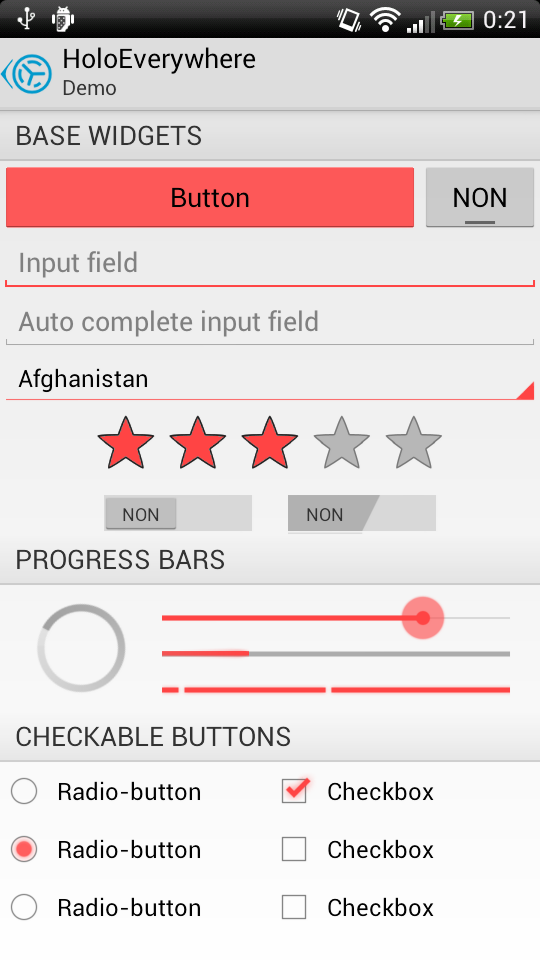 0:21
HoloEverywhere
Demo
BASE WIDGETS
Button NON
Input field
Auto complete input field
Afghanistan
NON NON
PROGRESS BARS
CHECKABLE BUTTONS
Radio-button Checkbox
Radio-button Checkbox
Radio-button Checkbox